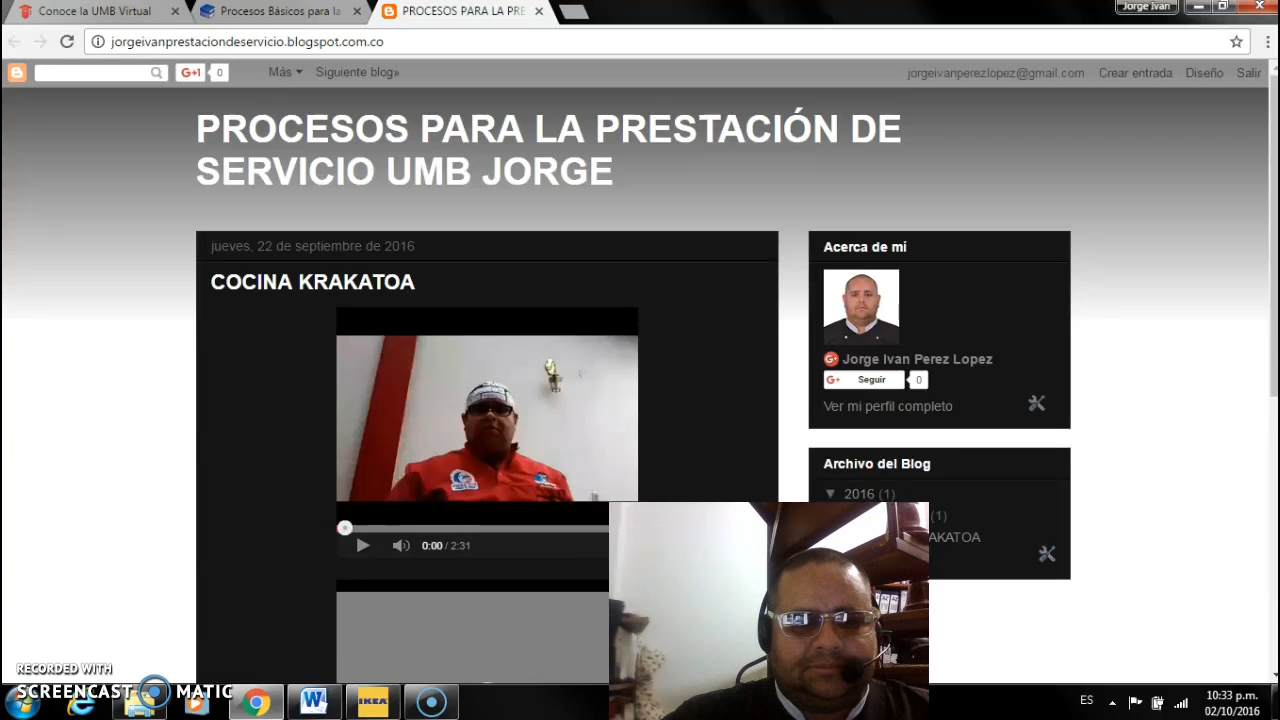 Conoce la UMB Virtual
Procesos Básicos para la
PROCESOS PARA LA PRE
Jorge Ivan
jorgeivanprestaciondeservicio.blogspot.com.co
G+1 0
Más
Siguiente blog»
jorgeivanperezlopez@gmail.com
Crear entrada
Diseño
Salir
PROCESOS PARA LA PRESTACIÓN DE
SERVICIO UMB JORGE
jueves, 22 de septiembre de 2016
COCINA KRAKATOA
0:00 / 2:31
Acerca de mí
Jorge Ivan Perez Lopez
G+ Seguir 0
Ver mi perfil completo
Archivo del Blog
▼ 2016 (1)
(1)
AKATOA
RECORDED WITH
SCREENCAST MATIC
IKEA
ES
10:33 p.m.
02/10/2016